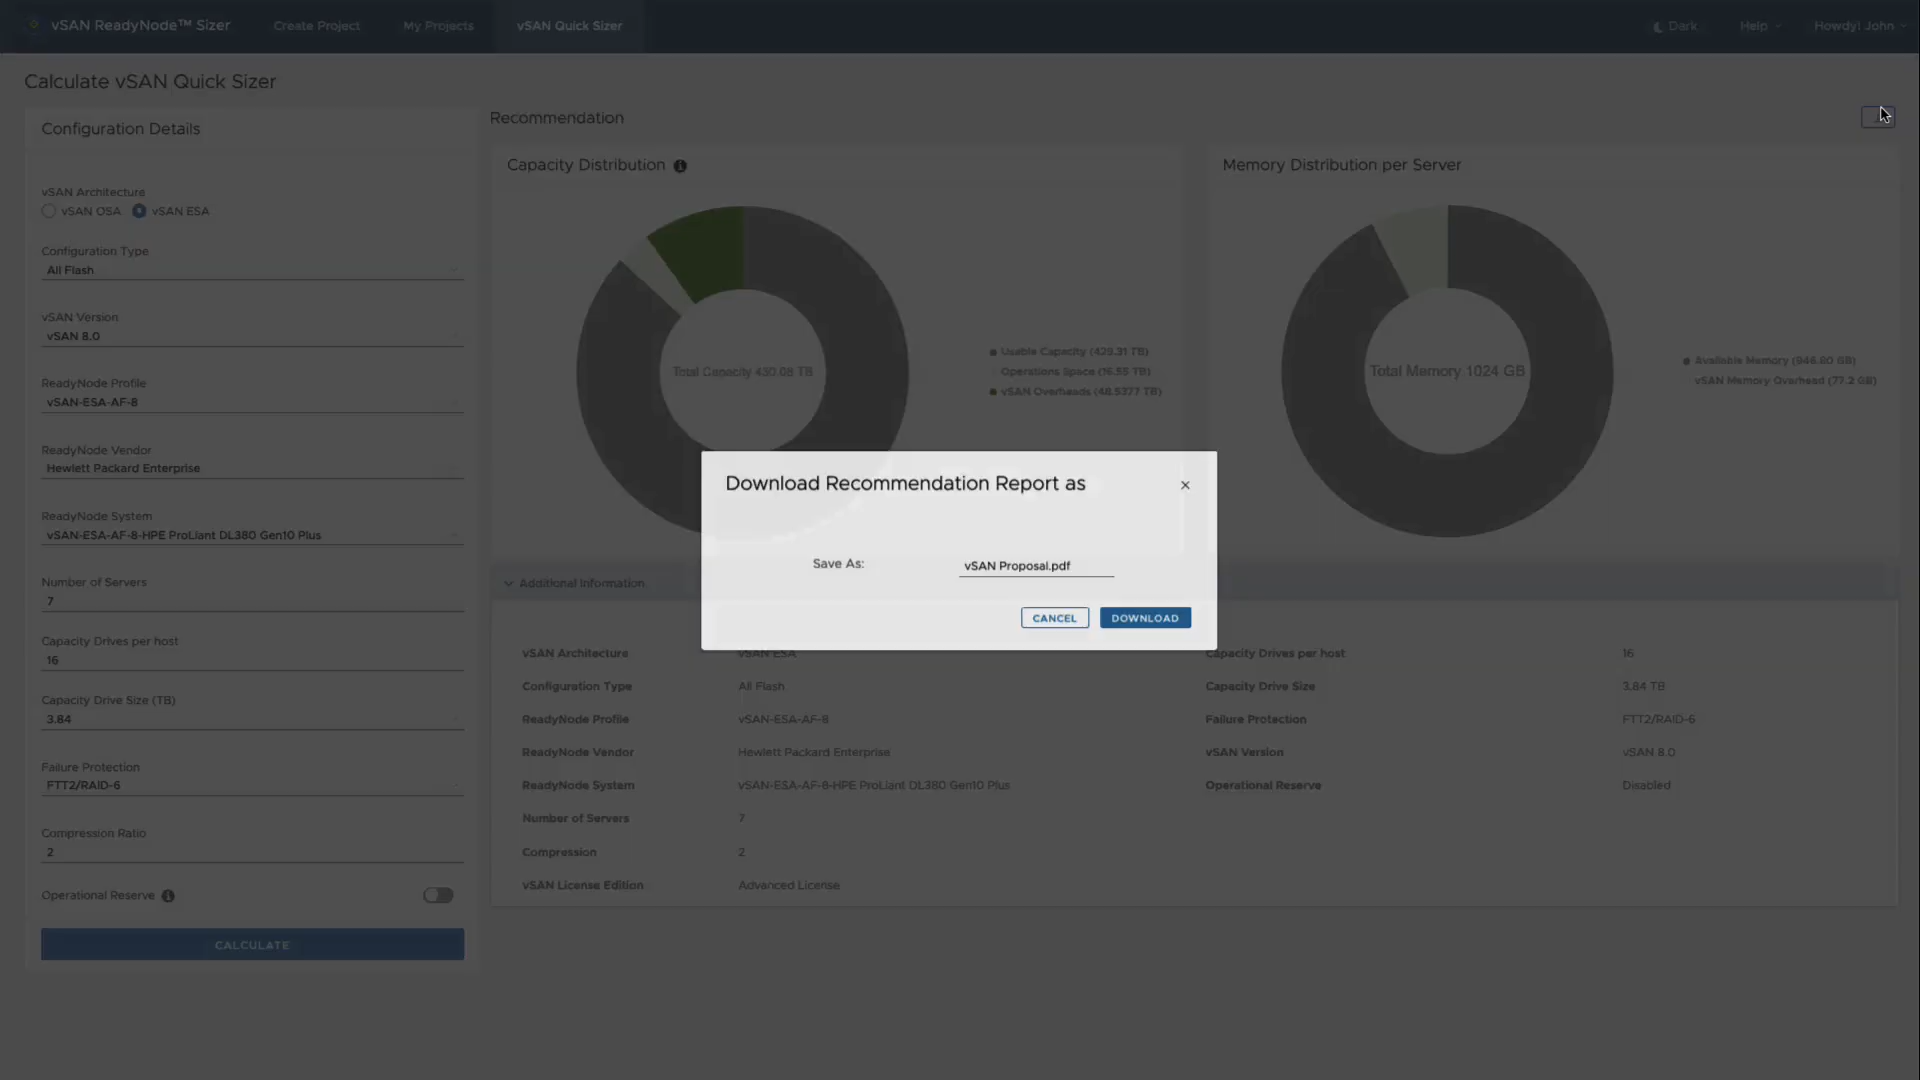 vSAN ReadyNode™ Sizer
Create Project
My Projects
vSAN Quick Sizer
Dark
Help
Howdy! John
Calculate vSAN Quick Sizer
Configuration Details
vSAN Architecture
vSAN OSA
vSAN ESA
Configuration Type
All Flash
vSAN Version
vSAN 8.0
ReadyNode Profile
vSAN-ESA-AF-8
ReadyNode Vendor
Hewlett Packard Enterprise
ReadyNode System
vSAN-ESA-AF-8-HPE ProLiant DL380 Gen10 Plus
Number of Servers
7
Capacity Drives per host
16
Capacity Drive Size (TB)
3.84
Failure Protection
FTT2/RAID-6
Compression Ratio
2
Operational Reserve
CALCULATE
Recommendation
Capacity Distribution
Total Capacity 430.08 TB
Usable Capacity (429.31 TB)
Operations Space (16.55 TB)
vSAN Overheads (48.5377 TB)
Memory Distribution per Server
Total Memory 1024 GB
Available Memory (946.80 GB)
vSAN Memory Overhead (77.2 GB)
Download Recommendation Report as
×
Save As:
vSAN Proposal.pdf
CANCEL
DOWNLOAD
Additional Information
vSAN Architecture
vSAN ESA
Configuration Type
All Flash
ReadyNode Profile
vSAN-ESA-AF-8
ReadyNode Vendor
Hewlett Packard Enterprise
ReadyNode System
vSAN-ESA-AF-8-HPE ProLiant DL380 Gen10 Plus
Number of Servers
7
Compression
2
vSAN License Edition
Advanced License
Capacity Drives per host
16
Capacity Drive Size
3.84 TB
Failure Protection
FTT2/RAID-6
vSAN Version
vSAN 8.0
Operational Reserve
Disabled